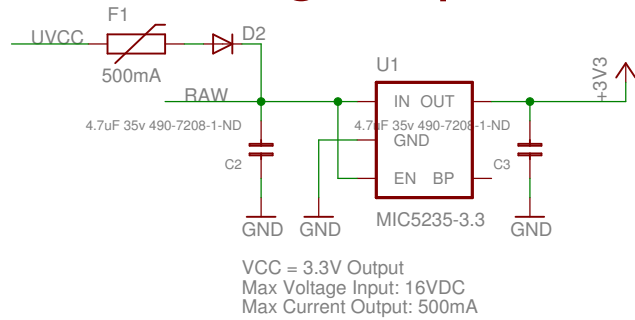 F1
UVCC
D2
500mA
U1
RAW
IN OUT
+3V3
4.7uF 35v 490-7208-1-ND
4.7uF 35v 490-7208-1-ND
GND
C2
C3
EN BP
GND
GND
MIC5235-3.3
GND
VCC = 3.3V Output
Max Voltage Input: 16VDC
Max Current Output: 500mA